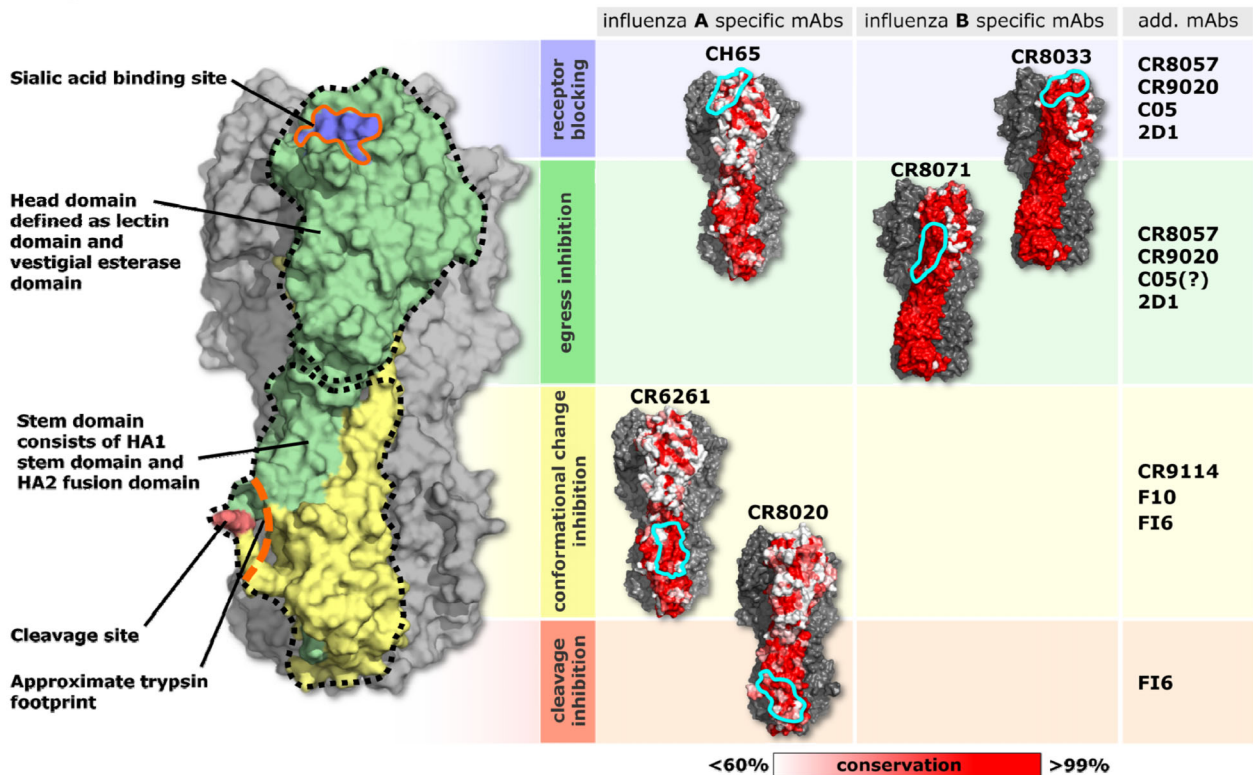 influenza A specific mAbs
influenza B specific mAbs
add. mAbs
Sialic acid binding site
Head domain
defined as lectin
domain and
vestigial esterase
domain
Stem domain
consists of HA1
stem domain and
HA2 fusion domain
Cleavage site
Approximate trypsin
footprint
receptor
blocking
CH65
CR8033
CR8057
CR9020
C05
2D1
egress inhibition
CR8071
CR8057
CR9020
C05(?)
2D1
conformational change
inhibition
CR6261
CR8020
CR9114
F10
FI6
cleavage
inhibition
FI6
<60% conservation >99%